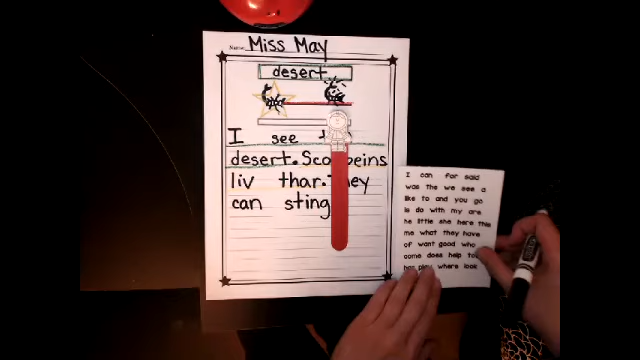 Name: Miss May
desert
I see
desert. Sco peins
liv thar. They
can sting
I can for said
was the we see a
like to and you go
is do with my are
he little she here this
me what they have
of want good who
come does help too
has play where look